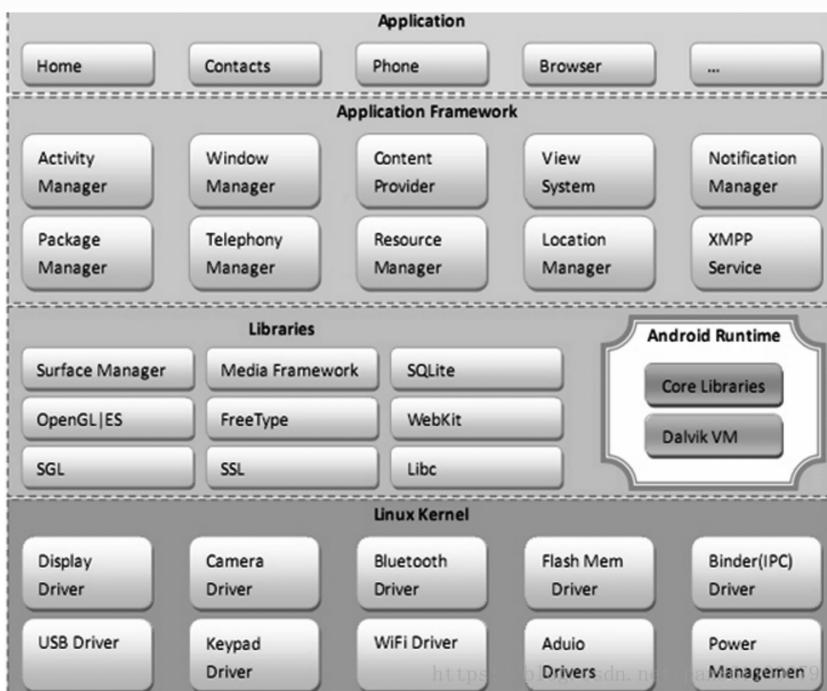 Application
Home Contacts Phone Browser ...
Application Framework
Activity Window Content View Notification
Manager Manager Provider System Manager
Package Telephony Resource Location XMPP
Manager Manager Manager Manager Service
Libraries
Android Runtime
Surface Manager Media Framework SQLite
Core Libraries
OpenGL|ES FreeType WebKit
Dalvik VM
SGL SSL Libc
Linux Kernel
Display Camera Bluetooth Flash Mem Binder(IPC)
Driver Driver Driver Driver Driver
USB Driver Keypad WiFi Driver Aduio Power
Driver Drivers Managemen